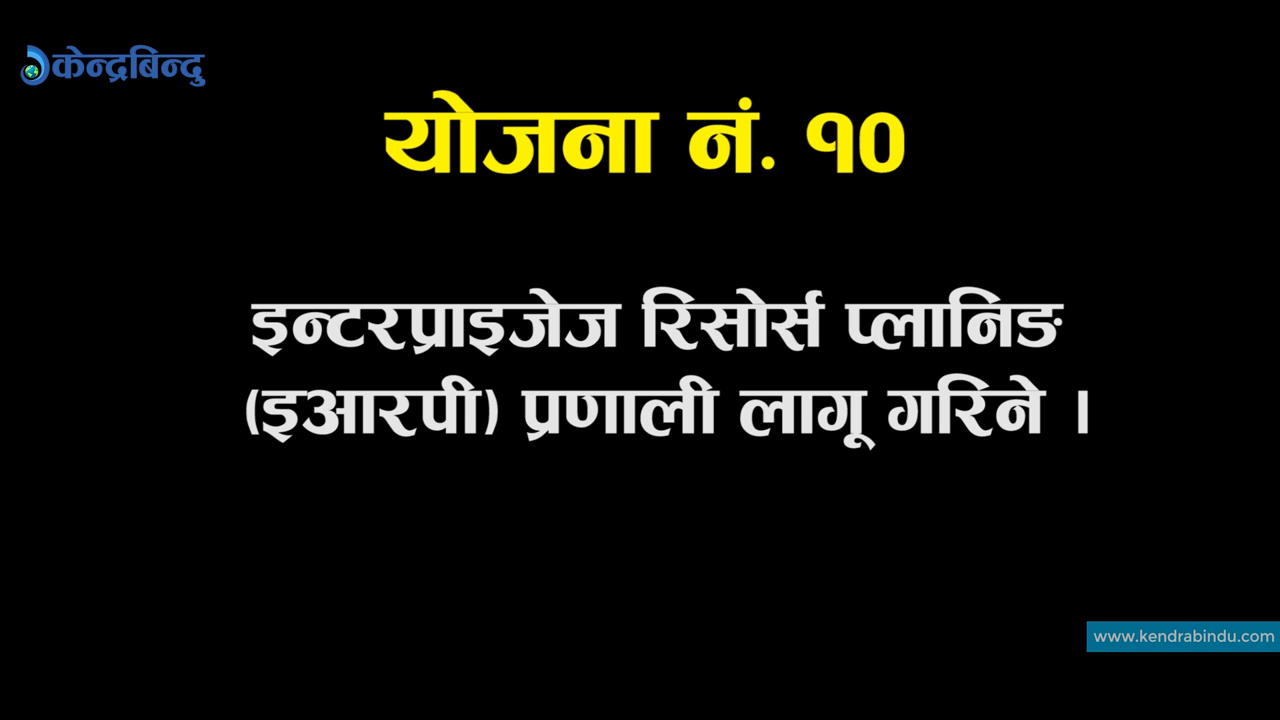 केन्द्रबिन्दु
योजना नं. १०
इन्टरप्राइजेज रिसोर्स प्लानिङ
(इआरपी) प्रणाली लागू गरिने ।
www.kendrabindu.com